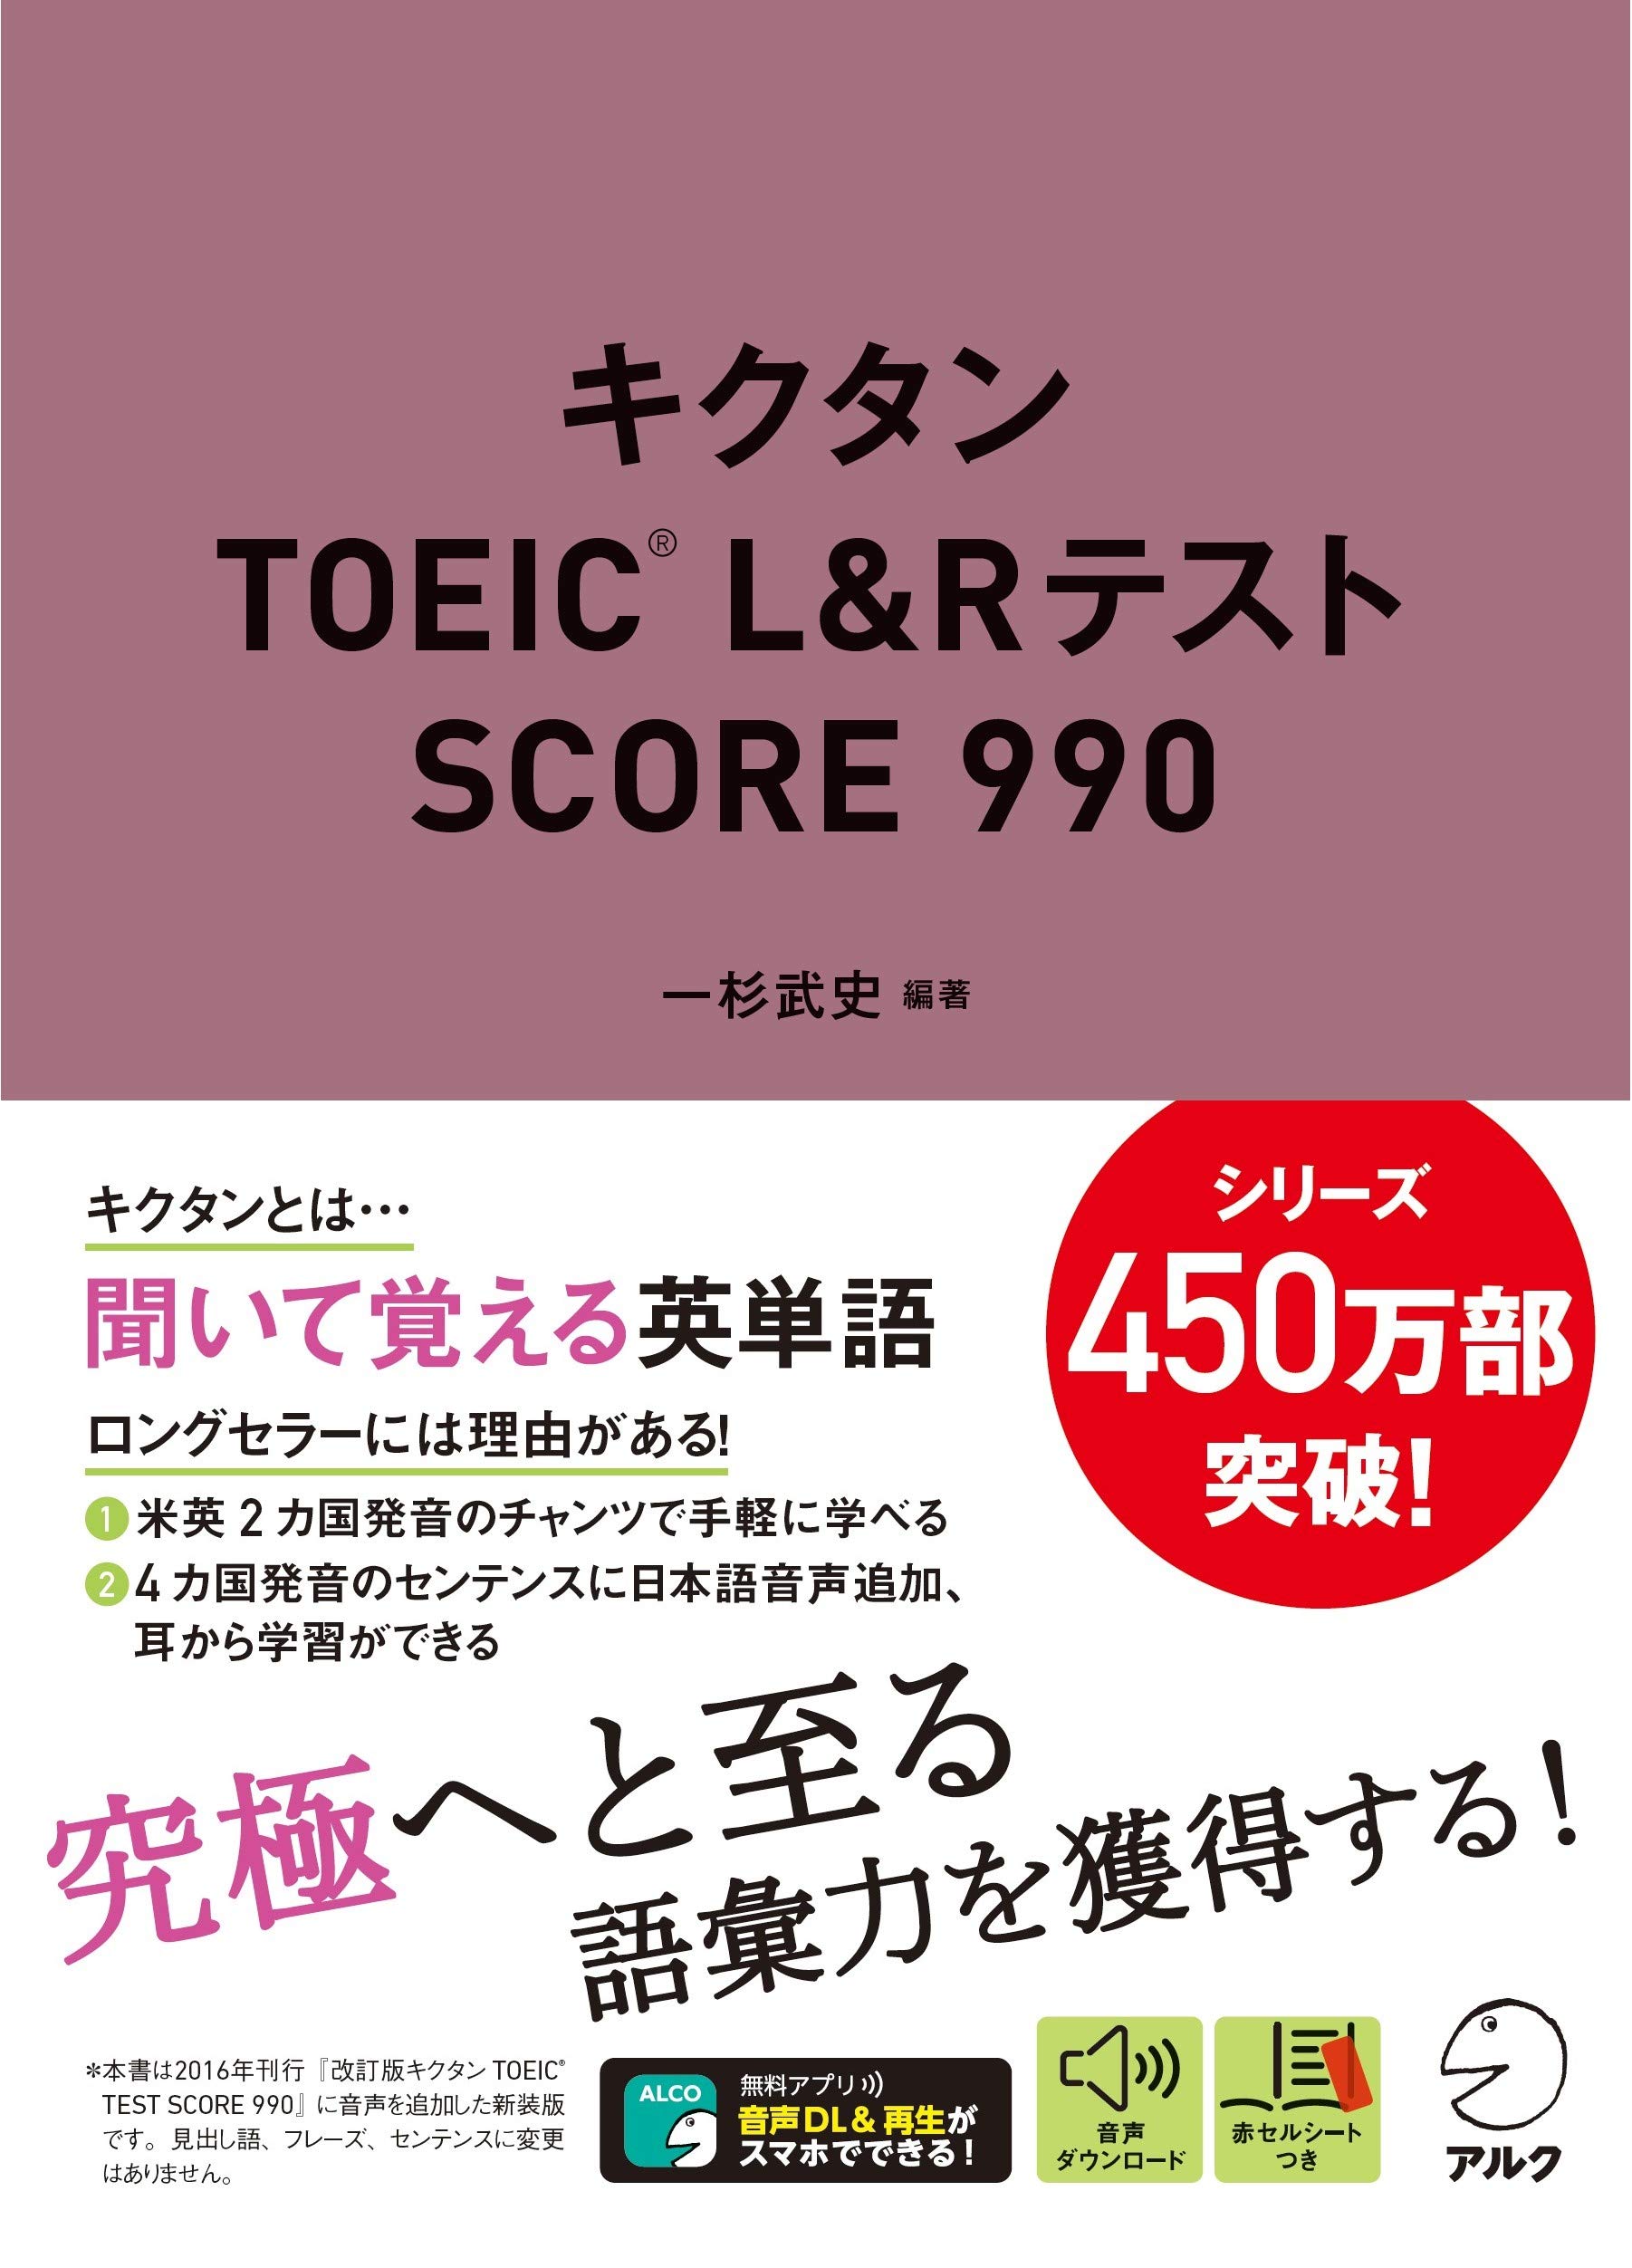 キクタン
TOEIC® L&Rテスト
SCORE 990
一杉武史 編著
キクタンとは…
聞いて覚える英単語
ロングセラーには理由がある!
1 米英2カ国発音のチャンツで手軽に学べる
2 4カ国発音のセンテンスに日本語音声追加、
耳から学習ができる
シリーズ
450万部
突破!
究極へと至る
語彙力を獲得する!
*本書は2016年刊行『改訂版キクタン TOEIC®
TEST SCORE 990』に音声を追加した新装版
です。見出し語、フレーズ、センテンスに変更
はありません。
ALCO
無料アプリ
音声DL&再生が
スマホでできる!
音声
ダウンロード
赤セルシート
つき
アルク